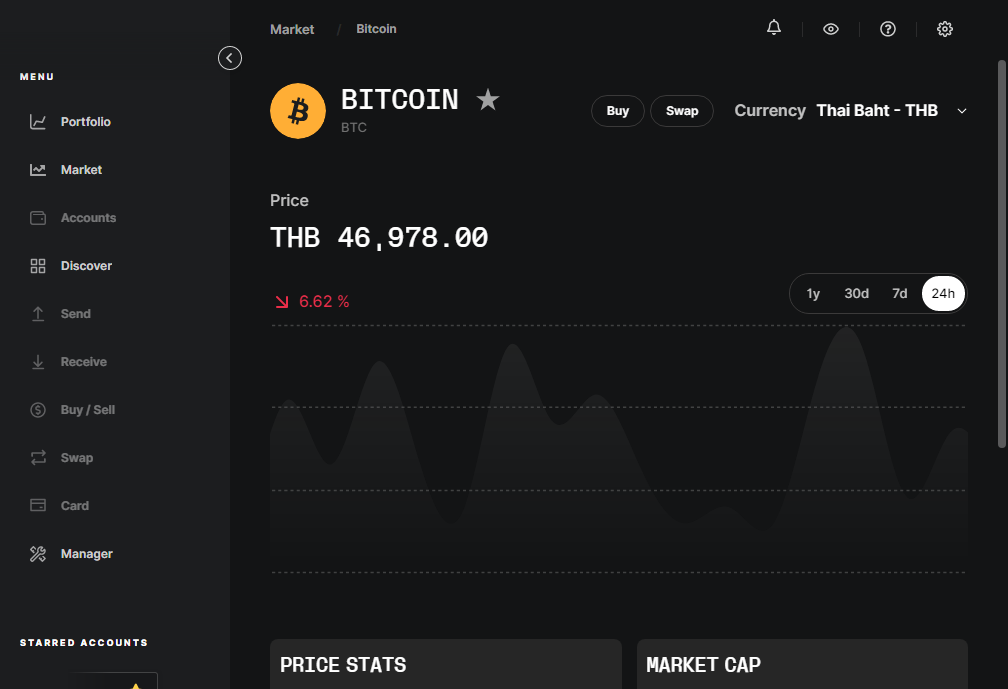 Market / Bitcoin
MENU
Portfolio
Market
Accounts
Discover
Send
Receive
Buy / Sell
Swap
Card
Manager
STARRED ACCOUNTS
BITCOIN
BTC
Buy
Swap
Currency Thai Baht - THB
Price
THB 46,978.00
6.62 %
1y 30d 7d 24h
PRICE STATS
MARKET CAP